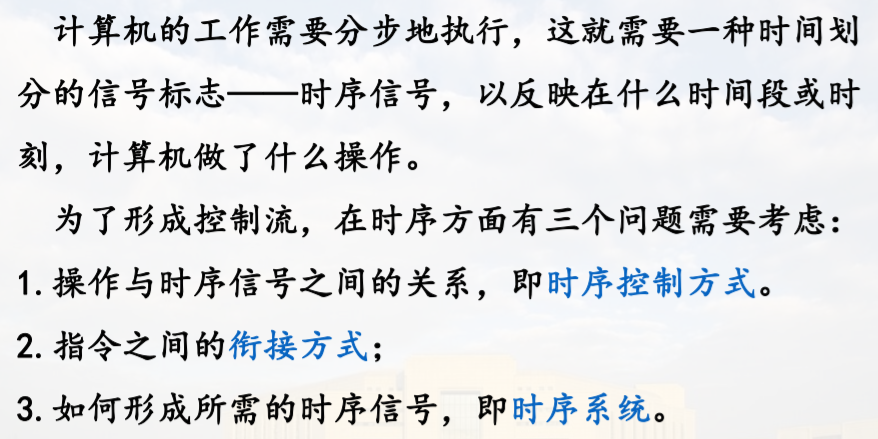 计算机的工作需要分步地执行，这就需要一种时间划
分的信号标志——时序信号，以反映在什么时间段或时
刻，计算机做了什么操作。
为了形成控制流，在时序方面有三个问题需要考虑：
1.操作与时序信号之间的关系，即时序控制方式。
2.指令之间的衔接方式；
3.如何形成所需的时序信号，即时序系统。